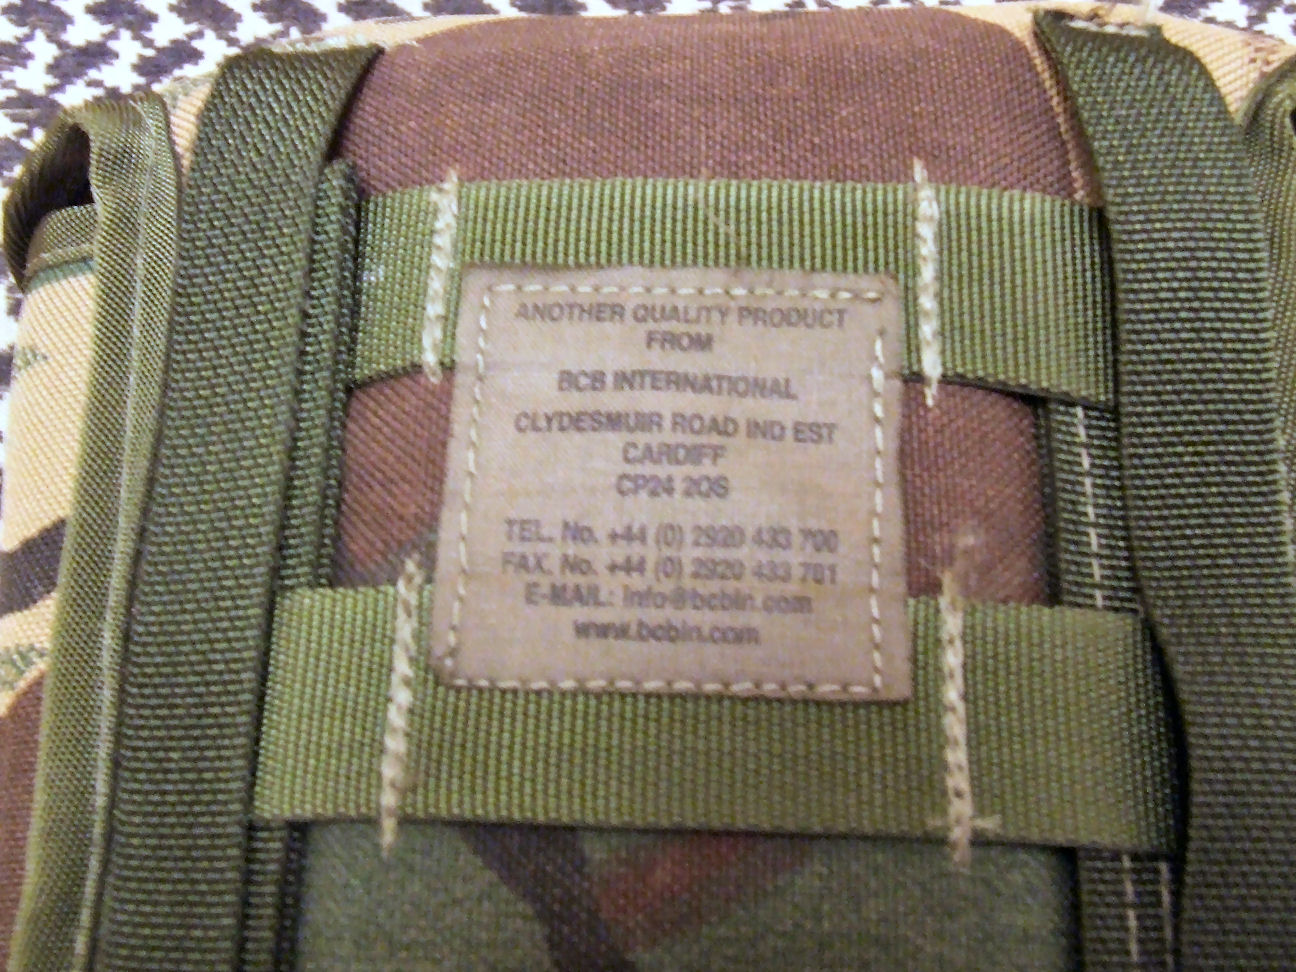 ANOTHER QUALITY PRODUCT
FROM
BCB INTERNATIONAL
CLYDESMUIR ROAD IND EST
CARDIFF
CP24 2QS
TEL. No. +44 (0) 2920 433 700
FAX. No. +44 (0) 2920 433 701
E-MAIL: info@bcbin.com
www.bcbin.com